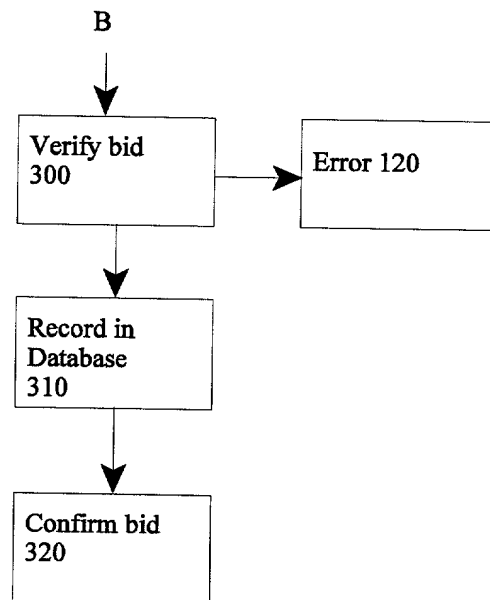 B
Verify bid
300
Error 120
Record in
Database
310
Confirm bid
320